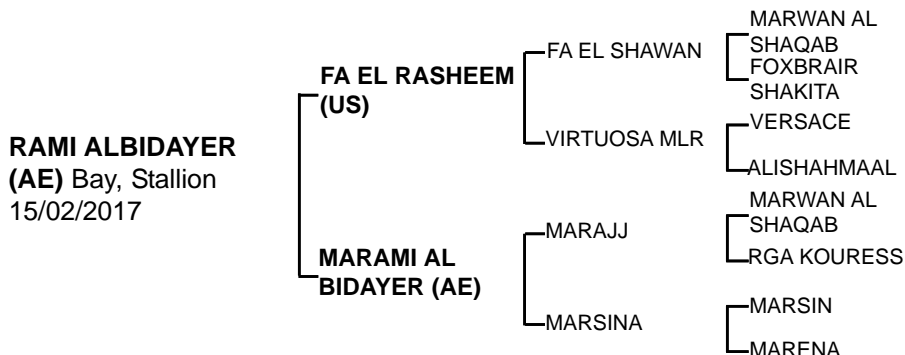 RAMI ALBIDAYER
(AE) Bay, Stallion
15/02/2017
FA EL RASHEEM
(US)
MARAMI AL
BIDAYER (AE)
FA EL SHAWAN
VIRTUOSA MLR
MARAJJ
MARSINA
MARWAN AL
SHAQAB
FOXBRAIR
SHAKITA
VERSACE
ALISHAHMAAL
MARWAN AL
SHAQAB
RGA KOURESS
MARSIN
MARENA